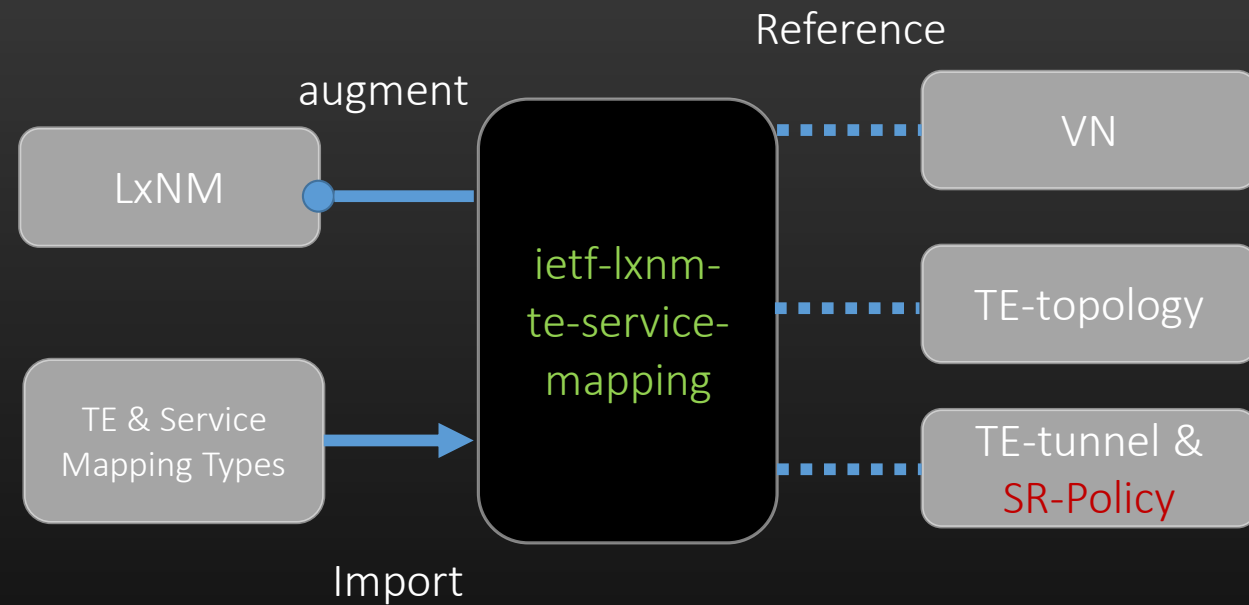 Reference
augment
VN
LxNM
ietf-lxnm-
te-service-
mapping
TE-topology
TE & Service
Mapping Types
TE-tunnel &
SR-Policy
Import